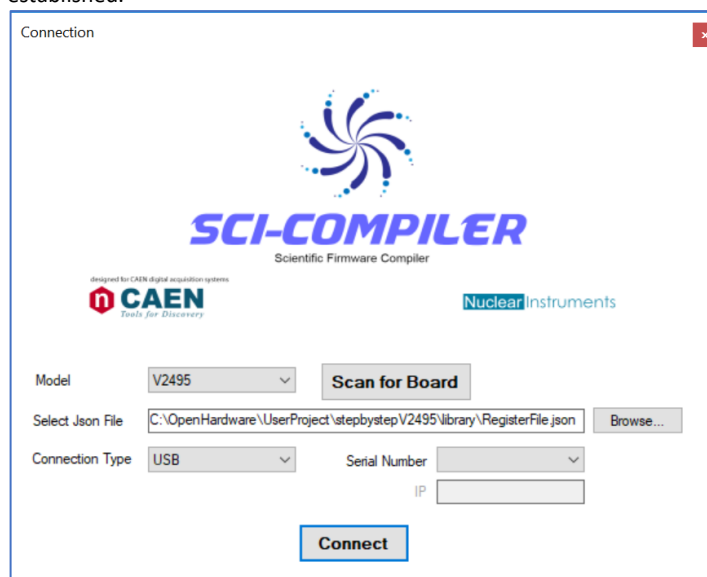 established.
Connection
SCI-COMPILER
Scientific Firmware Compiler
designed for CAEN digital acquisition systems
n CAEN
Tools for Discovery
Nuclear Instruments
Model V2495 Scan for Board
Select Json File C:\OpenHardware\UserProject\stepbystepV2495\library\RegisterFile.json Browse...
Connection Type USB Serial Number
IP
Connect